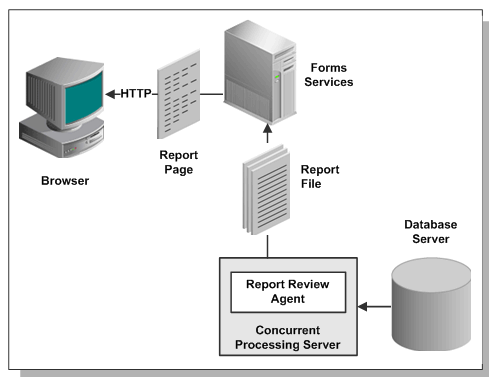 Forms
Services
HTTP
Report
Page
Browser
Report
File
Database
Server
Report Review
Agent
Concurrent
Processing Server